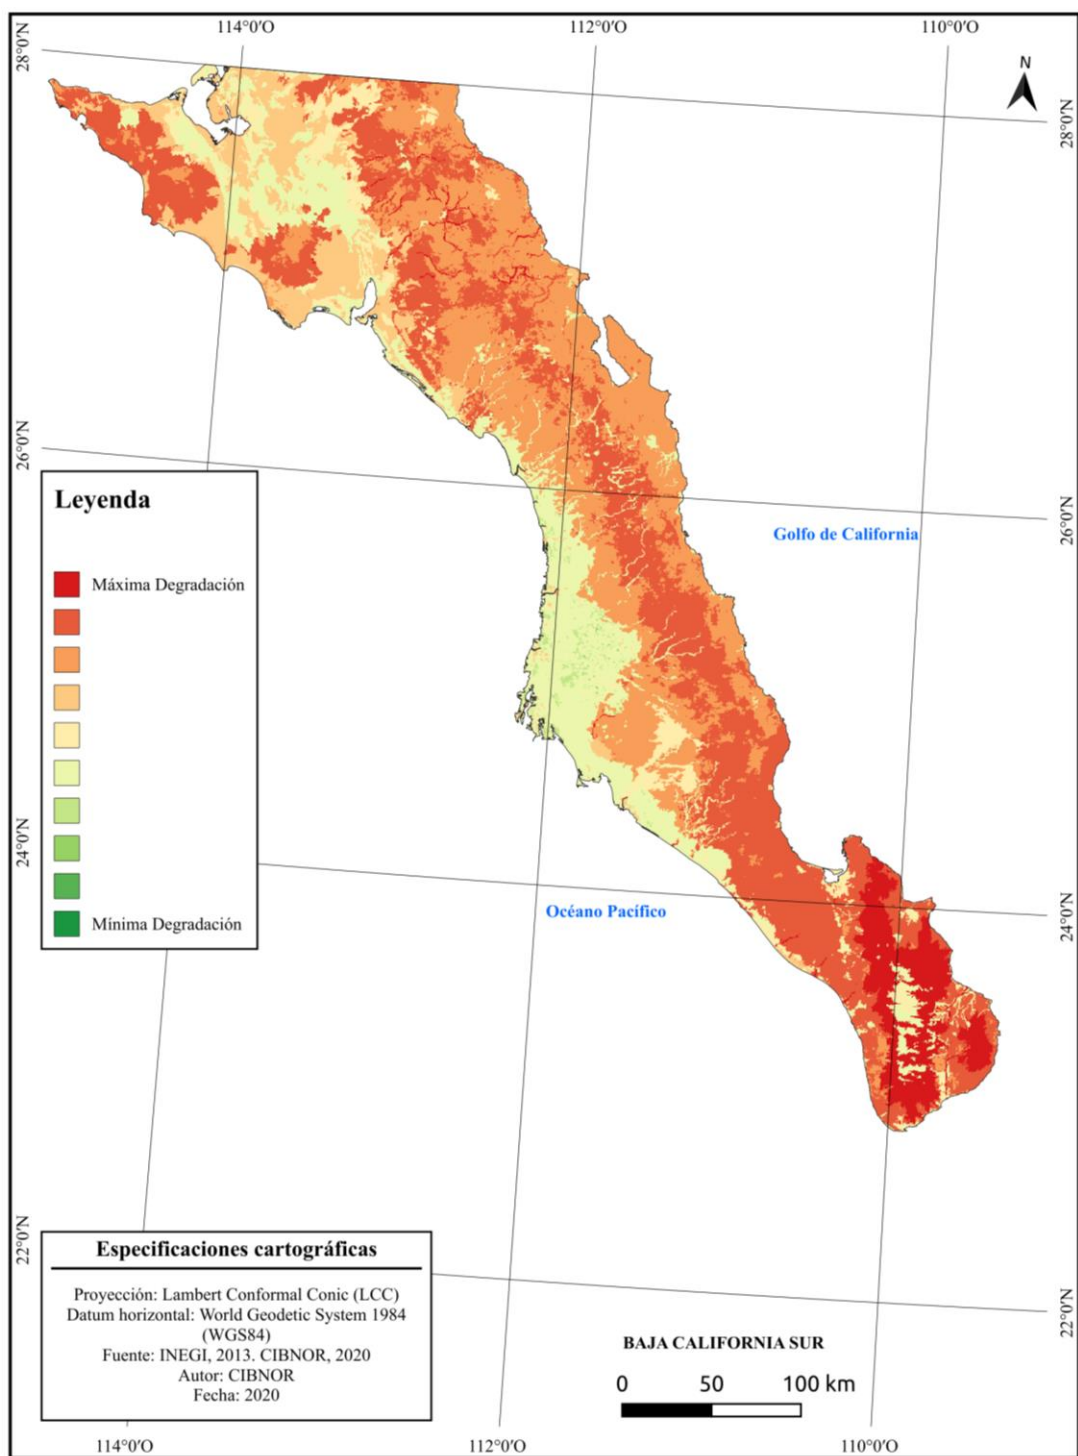 114°0'O
112°0'O
110°0'O
28°0'N
N
28°0'N
26°0'N
Leyenda
Máxima Degradación
Mínima Degradación
Golfo de California
26°0'N
24°0'N
Océano Pacífico
24°0'N
22°0'N
Especificaciones cartográficas
Proyección: Lambert Conformal Conic (LCC)
Datum horizontal: World Geodetic System 1984
(WGS84)
Fuente: INEGI, 2013. CIBNOR, 2020
Autor: CIBNOR
Fecha: 2020
22°0'N
BAJA CALIFORNIA SUR
0 50 100 km
114°0'O
112°0'O
110°0'O